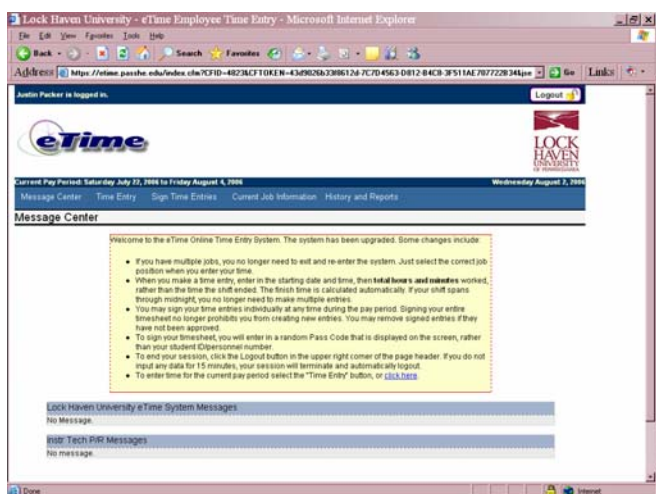 Lock Haven University - eTime Employee Time Entry - Microsoft Internet Explorer
File Edit View Favorites Tools Help
Back Search Favorites
Address https://etime.passhe.edu/index.cfm?CFID=4823&CFTOKEN= Go Links
Justin Packer is logged in. Logout
eTime
LOCK
HAVEN
UNIVERSITY
OF PENNSYLVANIA
Current Pay Period: Saturday July 22, 2006 to Friday August 4, 2006 Wednesday August 2, 2006
Message Center Time Entry Sign Time Entries Current Job Information History and Reports
Message Center
Welcome to the eTime Online Time Entry System. The system has been upgraded. Some changes include:
• If you have multiple jobs, you no longer need to exit and re-enter the system. Just select the correct job
position when you enter your time.
• When you make a time entry, enter in the starting date and time, then total hours and minutes worked,
rather than the time the shift ended. The finish time is calculated automatically. If your shift spans
through midnight, you no longer need to make multiple entries.
• You may sign your time entries individually at any time during the pay period. Signing your entire
timesheet no longer prohibits you from creating new entries. You may remove signed entries if they
have not been approved.
• To sign your timesheet, you will enter in a random Pass Code that is displayed on the screen, rather
than your student ID/personnel number.
• To end your session, click the Logout button in the upper right corner of the page header. If you do not
input any data for 15 minutes, your session will terminate and automatically logout.
• To enter time for the current pay period select the "Time Entry" button, or click here.
Lock Haven University eTime System Messages
No Message.
Instr Tech P/R Messages
No message.
Done Internet